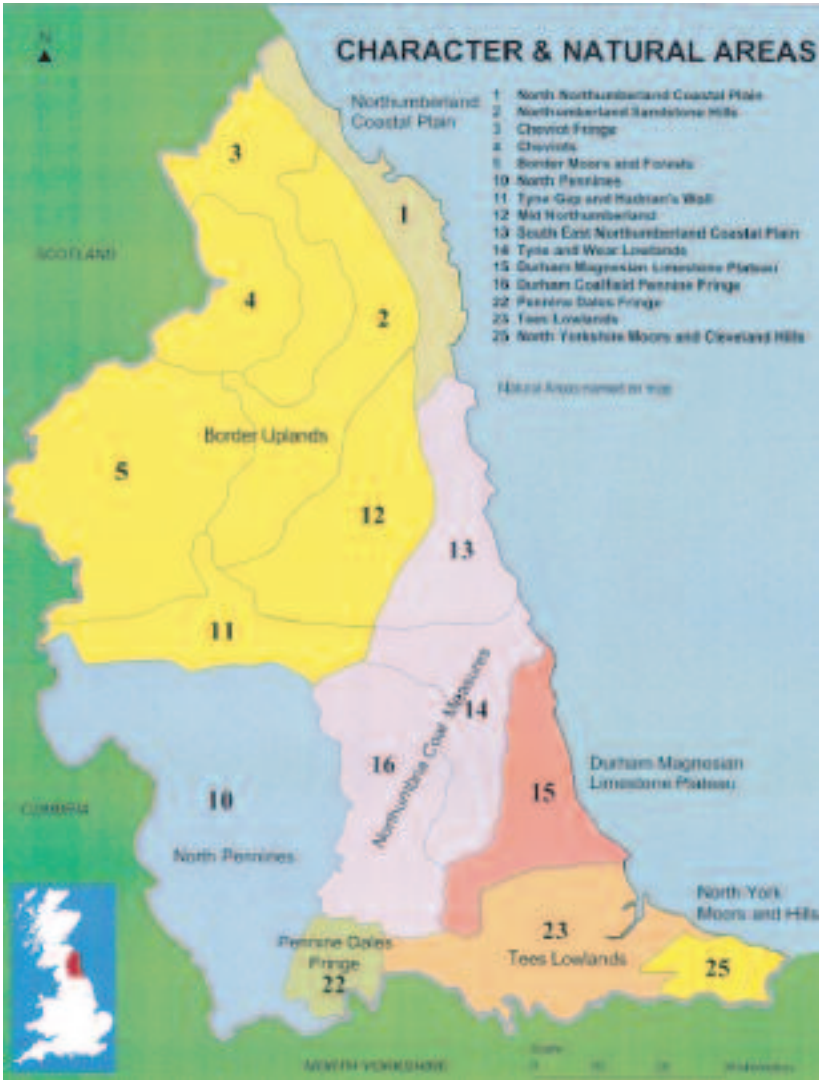 N
CHARACTER & NATURAL AREAS
1 North Northumberland Coastal Plain
2 Northumberland Sandstone Hills
3 Cheviot Fringe
4 Cheviots
5 Border Moors and Forests
10 North Pennines
11 Tyne Gap and Hadrian's Wall
12 Mid Northumberland
13 South East Northumberland Coastal Plain
14 Tyne and Wear Lowlands
15 Durham Magnesian Limestone Plateau
16 Durham Coalfield Pennine Fringe
22 Pennine Dales Fringe
23 Tees Lowlands
25 North Yorkshire Moors and Cleveland Hills
Natural Areas named on map
Northumberland
Coastal Plain
3
1
SCOTLAND
4
2
Border Uplands
5
12
13
11
14
Northumbria Coal Measures
16
15
Durham Magnesian
Limestone Plateau
10
CUMBRIA
North Pennines
North York
Moors and Hills
23
Tees Lowlands
Pennine Dales
Fringe
22
25
NORTH YORKSHIRE
Scale
0 10 20 Kilometres